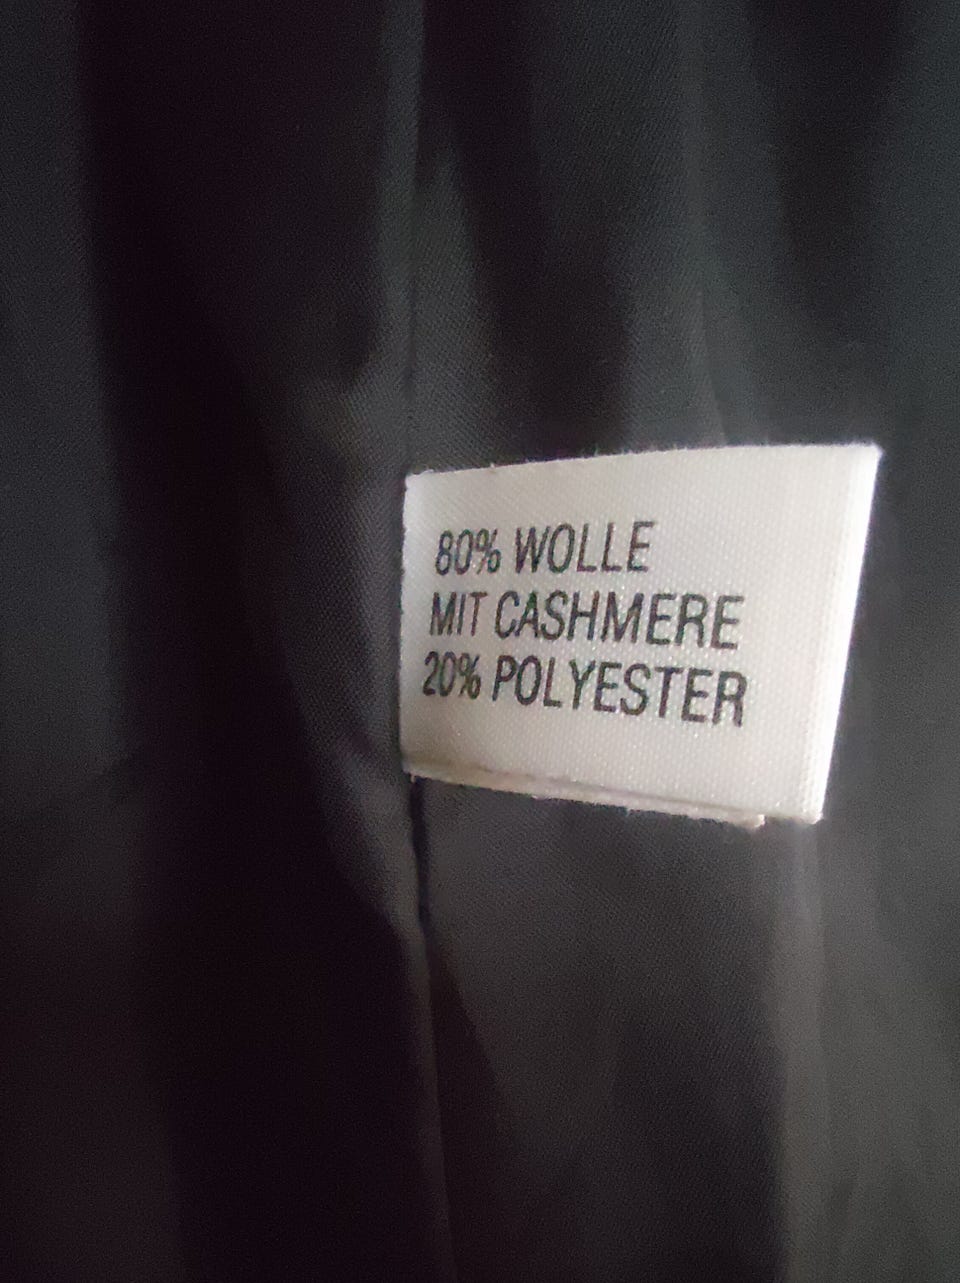 80% WOLLE
MIT CASHMERE
20% POLYESTER